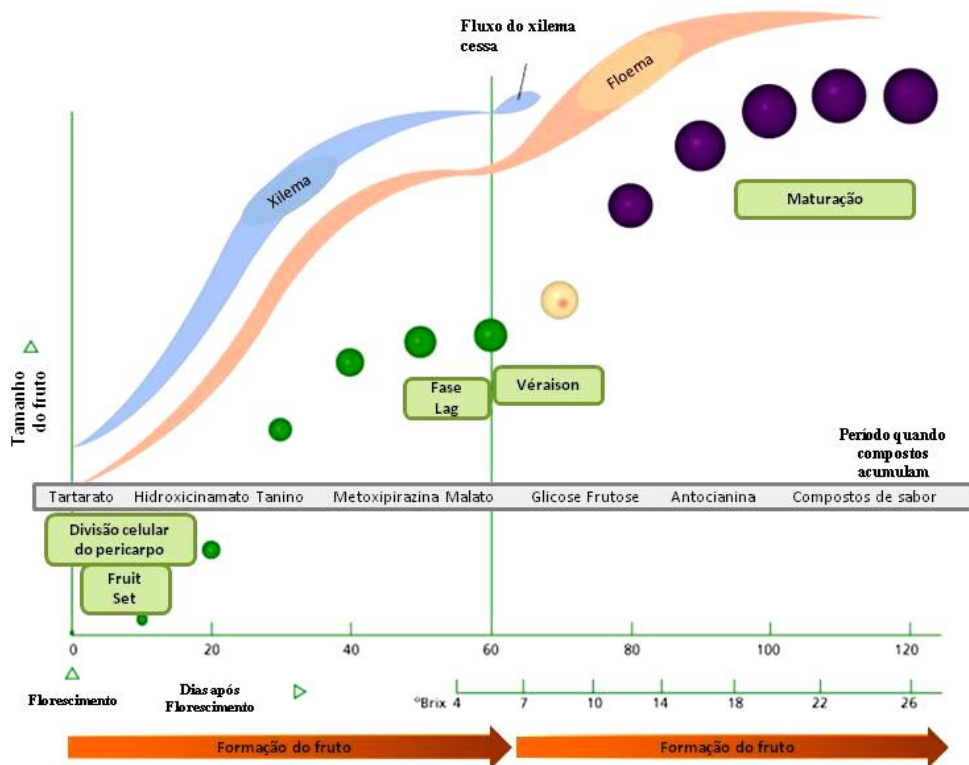 Fluxo do xilema
cessa
Floema
Xilema
Maturação
Tamanho
do fruto
Fase
Lag
Véraison
Período quando
compostos
acumulam
Tartarato Hidroxicinamato Tanino Metoxipirazina Malato Glicose Frutose Antocianina Compostos de sabor
Divisão celular
do pericarpo
Fruit
Set
0 20 40 60 80 100 120
Florescimento
Dias após
Florescimento
ºBrix 4 7 10 14 18 22 26
Formação do fruto Formação do fruto